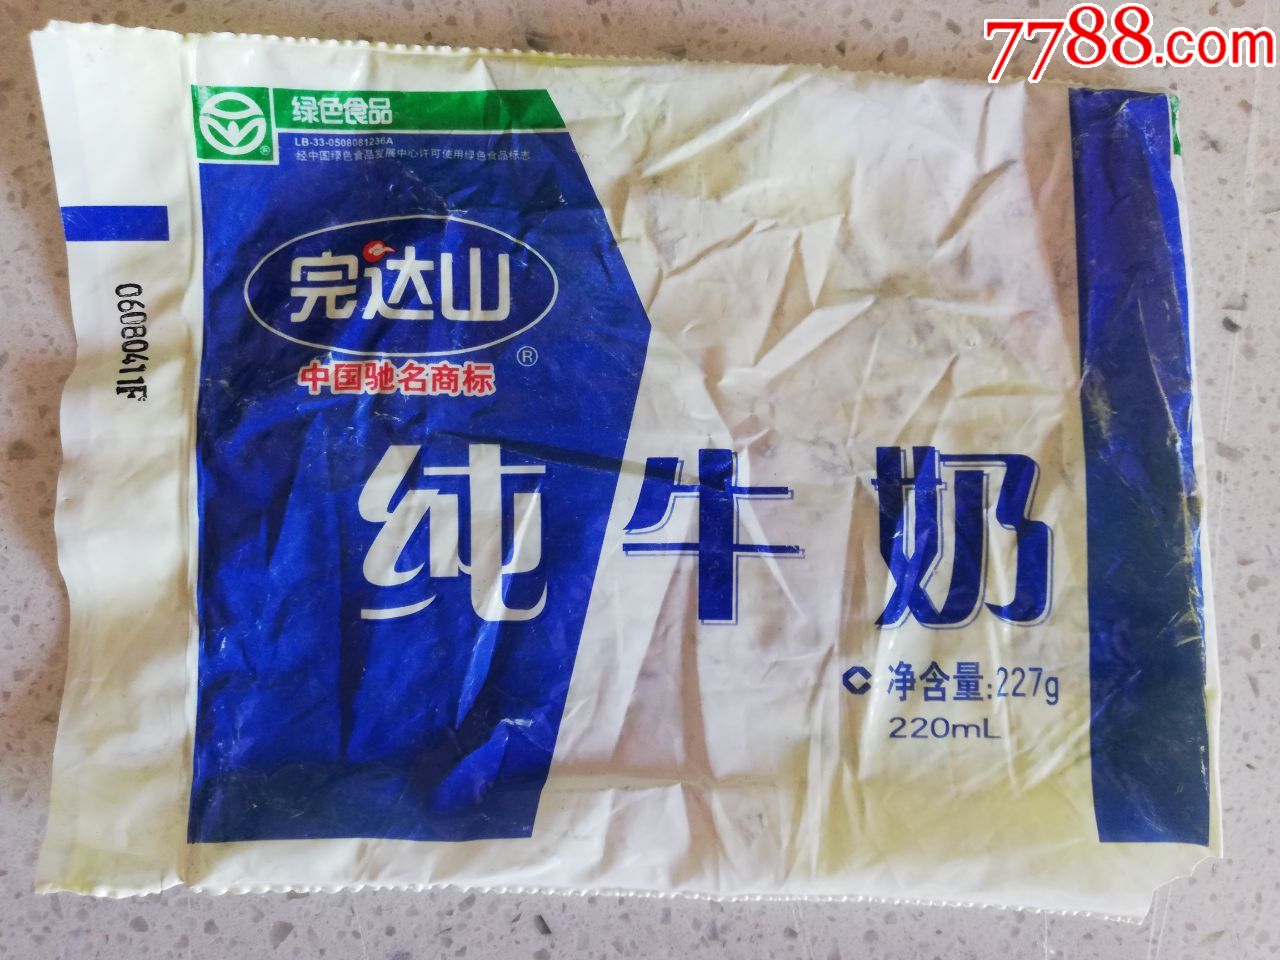 7788.com
绿色食品
LB-33-0508081236A
经中国绿色食品发展中心许可使用绿色食品标志
完达山
®
中国驰名商标
06080411F
纯牛奶
净含量:227g
220mL